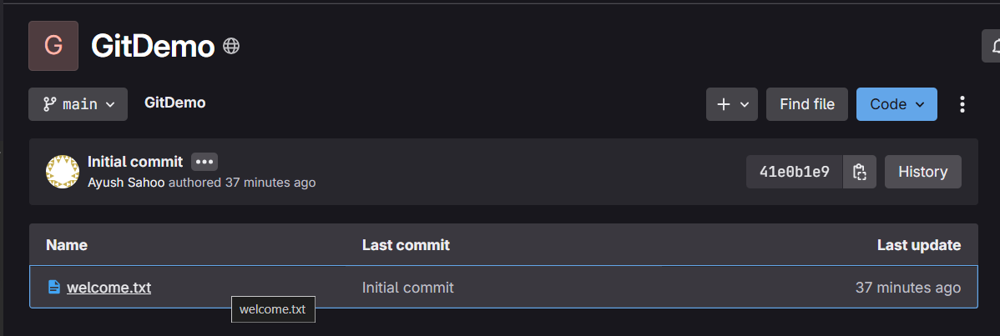 G
GitDemo
main
GitDemo
Find file
Code
Initial commit
Ayush Sahoo authored 37 minutes ago
41e0b1e9
History
Name Last commit Last update
welcome.txt Initial commit 37 minutes ago
welcome.txt